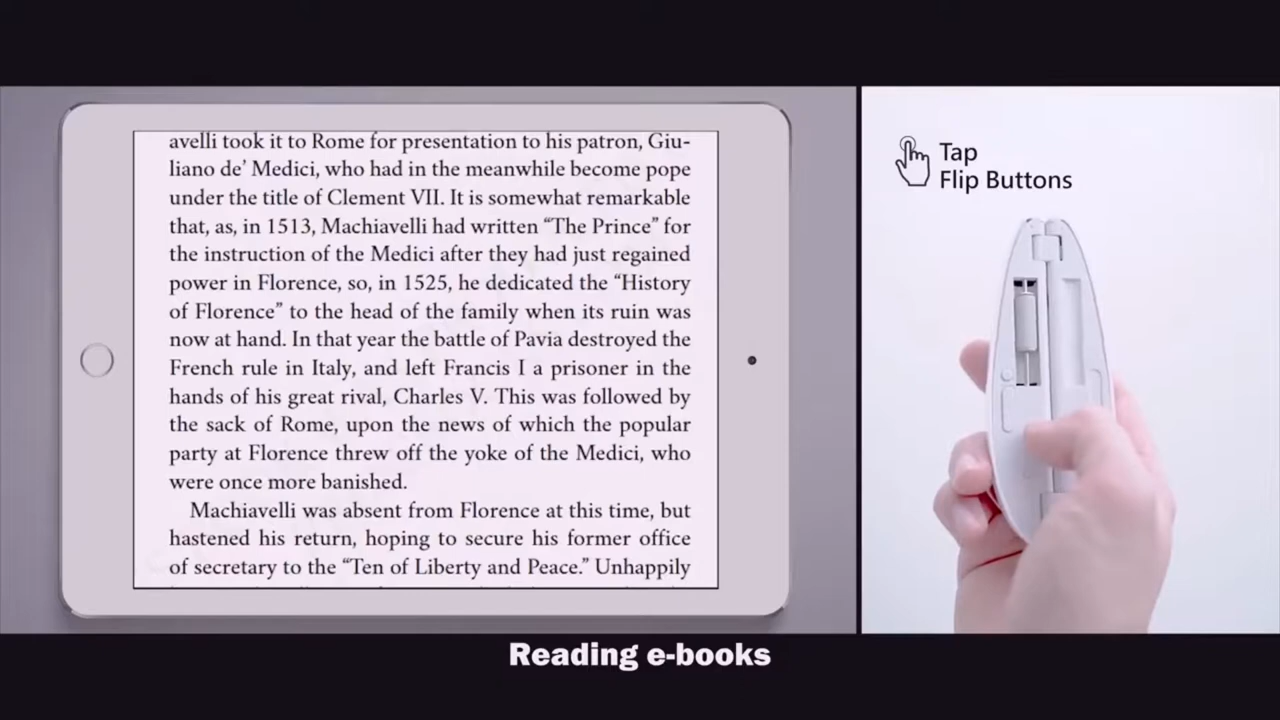 avelli took it to Rome for presentation to his patron, Giu-
liano de’ Medici, who had in the meanwhile become pope
under the title of Clement VII. It is somewhat remarkable
that, as, in 1513, Machiavelli had written “The Prince” for
the instruction of the Medici after they had just regained
power in Florence, so, in 1525, he dedicated the “History
of Florence” to the head of the family when its ruin was
now at hand. In that year the battle of Pavia destroyed the
French rule in Italy, and left Francis I a prisoner in the
hands of his great rival, Charles V. This was followed by
the sack of Rome, upon the news of which the popular
party at Florence threw off the yoke of the Medici, who
were once more banished.
Machiavelli was absent from Florence at this time, but
hastened his return, hoping to secure his former office
of secretary to the “Ten of Liberty and Peace.” Unhappily
Tap
Flip Buttons
Reading e-books